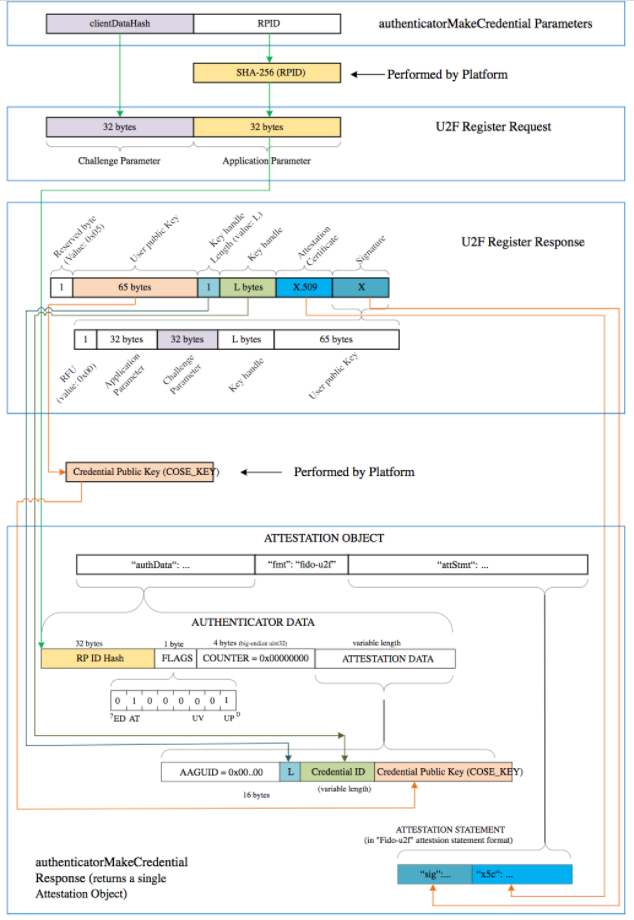 clientDataHash
RPID
authenticatorMakeCredential Parameters
SHA-256 (RPID)
Performed by Platform
32 bytes
32 bytes
U2F Register Request
Challenge Parameter
Application Parameter
Reserved byte
(Value: 0x05)
User public Key
Key handle
Length (value: L)
Key handle
Attestation
Certificate
Signature
U2F Register Response
1
65 bytes
1
L bytes
X.509
X
1
32 bytes
32 bytes
L bytes
65 bytes
RFU
(value: 0x00)
Application
Parameter
Challenge
Parameter
Key handle
User public Key
Credential Public Key (COSE_KEY)
Performed by Platform
ATTESTATION OBJECT
“authData“: ...
“fmt”: “fido-u2f”
“attStmt”: ...
AUTHENTICATOR DATA
32 bytes
1 byte
4 bytes (big-endian uint32)
variable length
RP ID Hash
FLAGS
COUNTER = 0x00000000
ATTESTATION DATA
0 1 0 0 0 0 0 1
7 ED AT UV UP 0
AAGUID = 0x00..00
L
Credential ID
Credential Public Key (COSE_KEY)
16 bytes
(variable length)
ATTESTATION STATEMENT
(in "Fido-u2f" attestsion statement format)
authenticatorMakeCredential
Response (returns a single
Attestation Object)
“sig”:...
“x5c”: ...